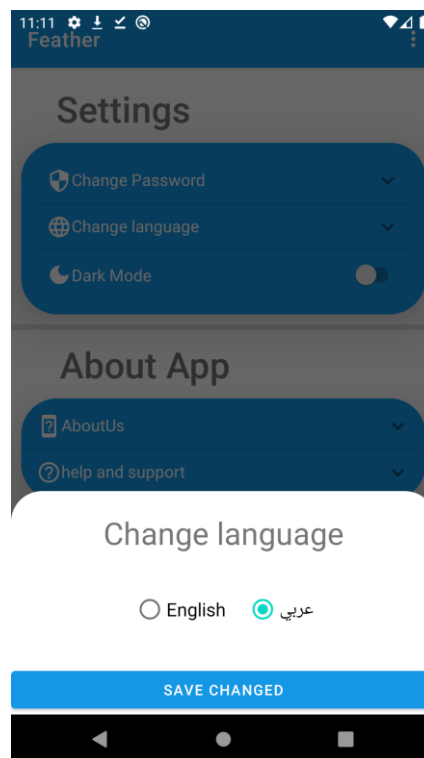 11:11
Feather
Settings
Change Password
Change language
Dark Mode
About App
AboutUs
help and support
Change language
English عربي
SAVE CHANGED